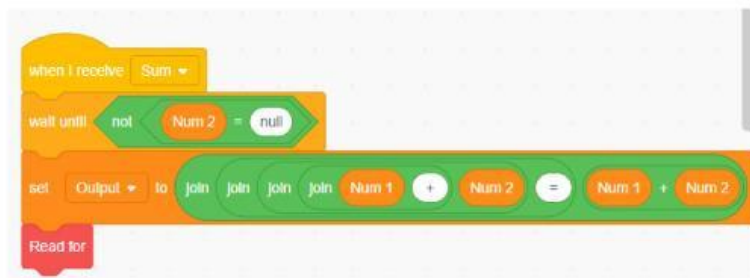 when I receive Sum
wait until not Num 2 = null
set Output to join join join join Num 1 + Num 2 = Num 1 + Num 2
Read for